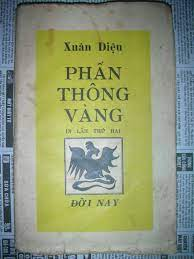 Xuân Diệu
PHẤN
THÔNG
VÀNG
IN LẦN THỨ HAI
ĐỜI NAY